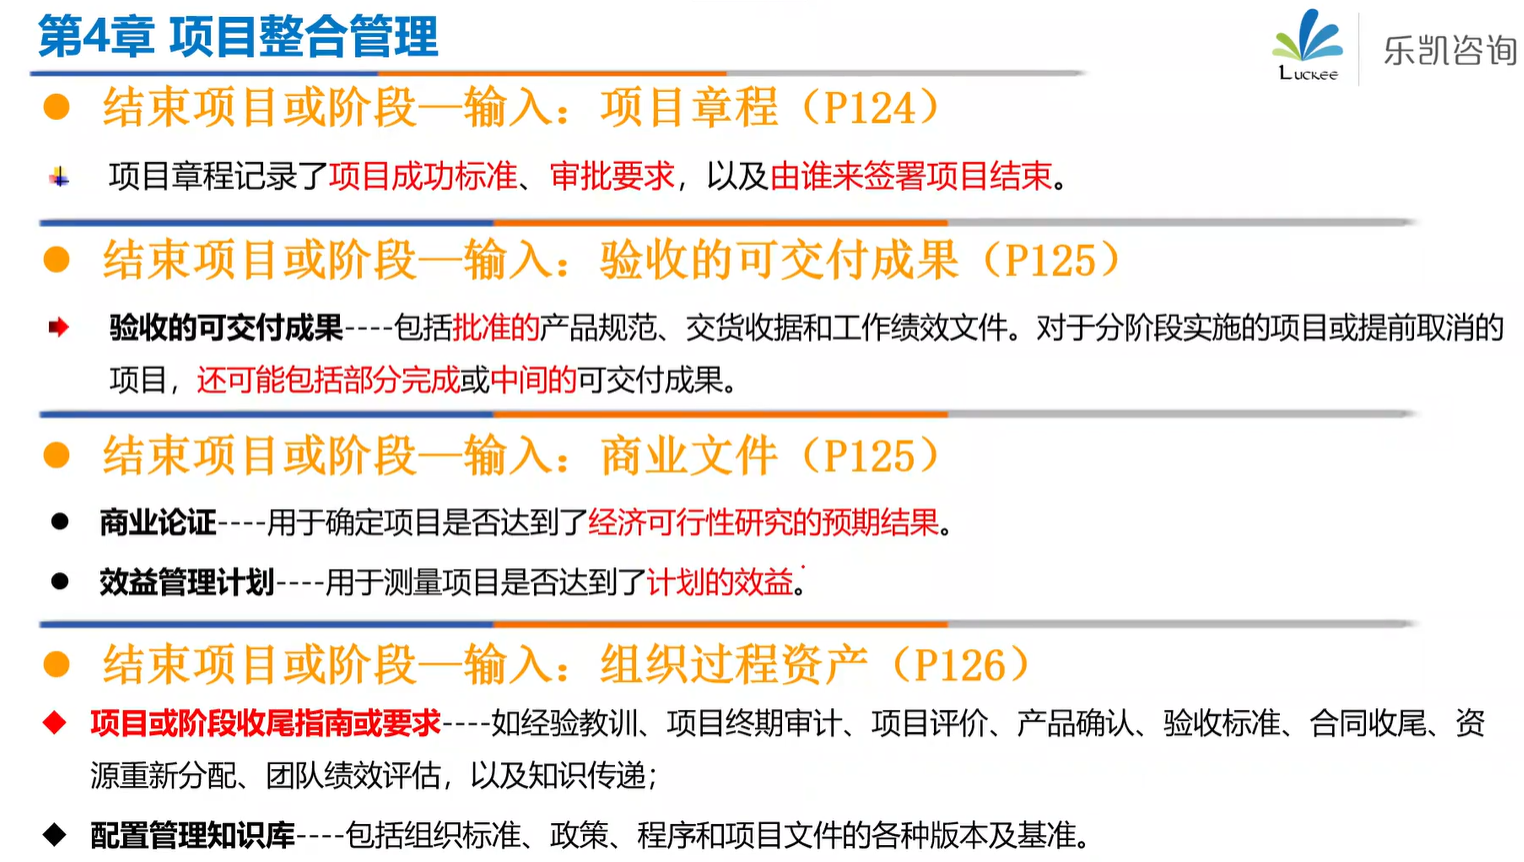 第4章 项目整合管理
Luckee
乐凯咨询
结束项目或阶段—输入：项目章程（P124）
项目章程记录了项目成功标准、审批要求，以及由谁来签署项目结束。
结束项目或阶段—输入：验收的可交付成果（P125）
验收的可交付成果----包括批准的产品规范、交货收据和工作绩效文件。对于分阶段实施的项目或提前取消的
项目，还可能包括部分完成或中间的可交付成果。
结束项目或阶段—输入：商业文件（P125）
商业论证----用于确定项目是否达到了经济可行性研究的预期结果。
效益管理计划----用于测量项目是否达到了计划的效益。
结束项目或阶段—输入：组织过程资产（P126）
项目或阶段收尾指南或要求----如经验教训、项目终期审计、项目评价、产品确认、验收标准、合同收尾、资
源重新分配、团队绩效评估，以及知识传递；
配置管理知识库----包括组织标准、政策、程序和项目文件的各种版本及基准。